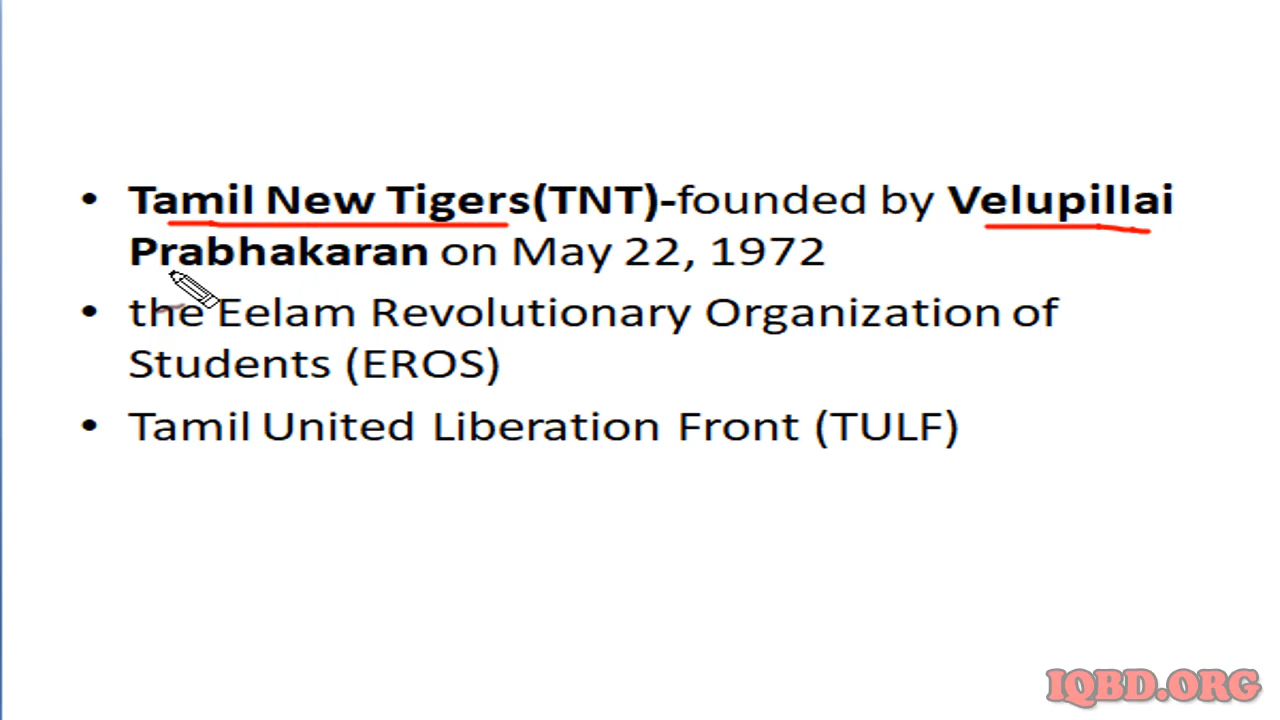 • Tamil New Tigers(TNT)-founded by Velupillai
Prabhakaran on May 22, 1972
• the Eelam Revolutionary Organization of
Students (EROS)
• Tamil United Liberation Front (TULF)
IQBD.ORG